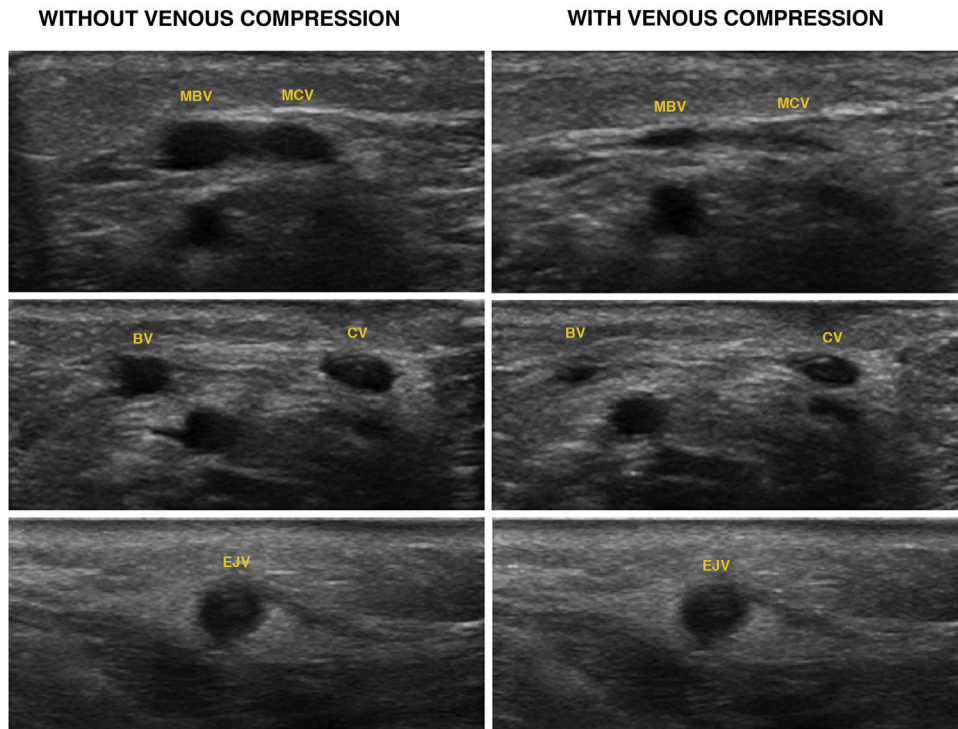 WITHOUT VENOUS COMPRESSION
WITH VENOUS COMPRESSION
MBV
MCV
MBV
MCV
BV
CV
BV
CV
EJV
EJV